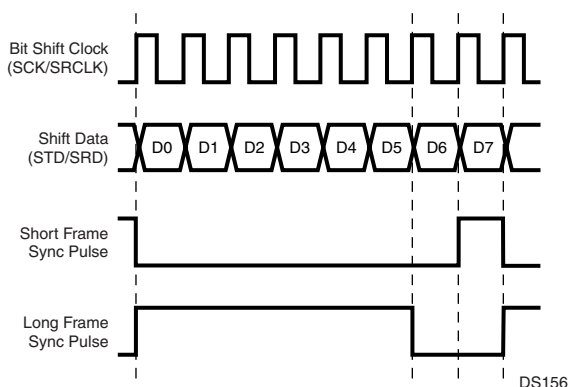 Bit Shift Clock
(SCK/SRCLK)
Shift Data
(STD/SRD)
D0 D1 D2 D3 D4 D5 D6 D7
Short Frame
Sync Pulse
Long Frame
Sync Pulse
DS156